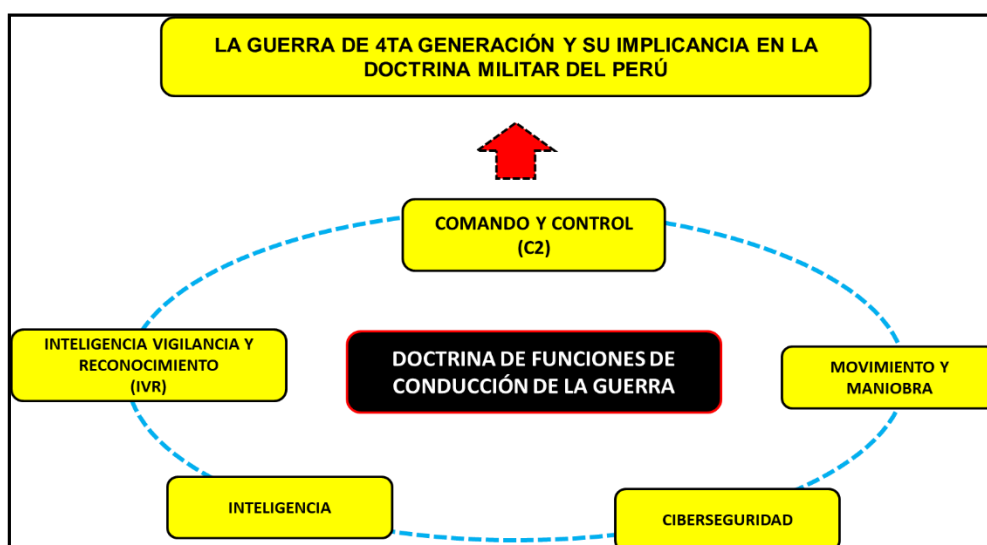 LA GUERRA DE 4TA GENERACIÓN Y SU IMPLICANCIA EN LA
DOCTRINA MILITAR DEL PERÚ
COMANDO Y CONTROL
(C2)
INTELIGENCIA VIGILANCIA Y
RECONOCIMIENTO
(IVR)
DOCTRINA DE FUNCIONES DE
CONDUCCIÓN DE LA GUERRA
MOVIMIENTO Y
MANIOBRA
INTELIGENCIA
CIBERSEGURIDAD